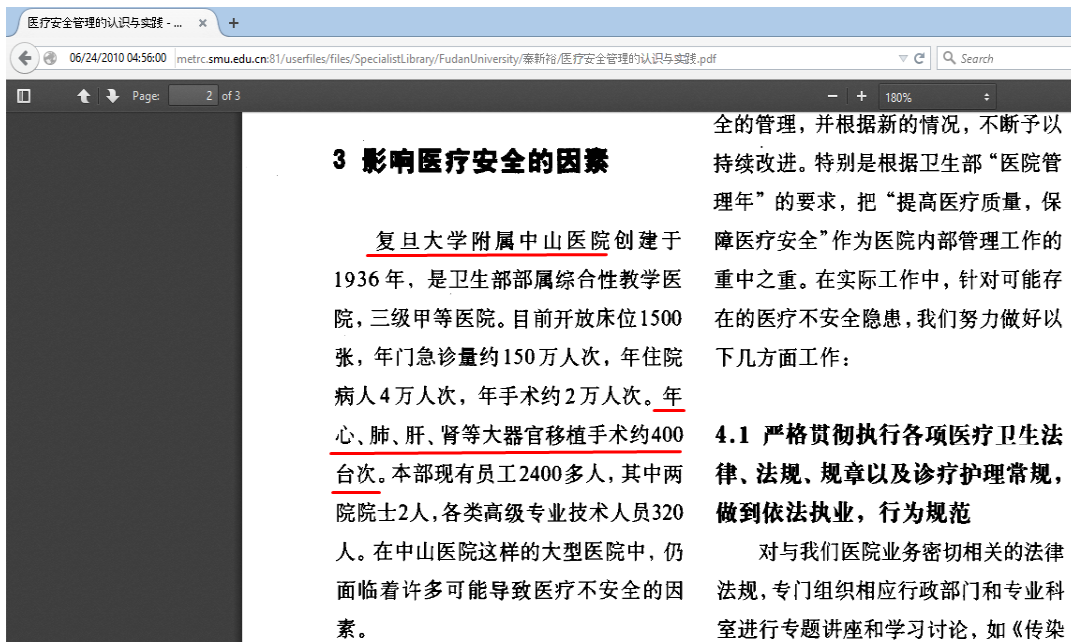 医疗安全管理的认识与实践 - ... × +
06/24/2010 04:56:00 metrc.smu.edu.cn:81/userfiles/files/SpecialistLibrary/FudanUniversity/秦新裕/医疗安全管理的认识与实践.pdf Search
Page: 2 of 3 − + 180%
3 影响医疗安全的因素
复旦大学附属中山医院创建于
1936年，是卫生部部属综合性教学医
院，三级甲等医院。目前开放床位1500
张，年门急诊量约150万人次，年住院
病人4万人次，年手术约2万人次。年
心、肺、肝、肾等大器官移植手术约400
台次。本部现有员工2400多人，其中两
院院士2人，各类高级专业技术人员320
人。在中山医院这样的大型医院中，仍
面临着许多可能导致医疗不安全的因
素。
全的管理，并根据新的情况，不断予以
持续改进。特别是根据卫生部“医院管
理年”的要求，把“提高医疗质量，保
障医疗安全”作为医院内部管理工作的
重中之重。在实际工作中，针对可能存
在的医疗不安全隐患，我们努力做好以
下几方面工作：
4.1 严格贯彻执行各项医疗卫生法
律、法规、规章以及诊疗护理常规，
做到依法执业，行为规范
对与我们医院业务密切相关的法律
法规，专门组织相应行政部门和专业科
室进行专题讲座和学习讨论，如《传染